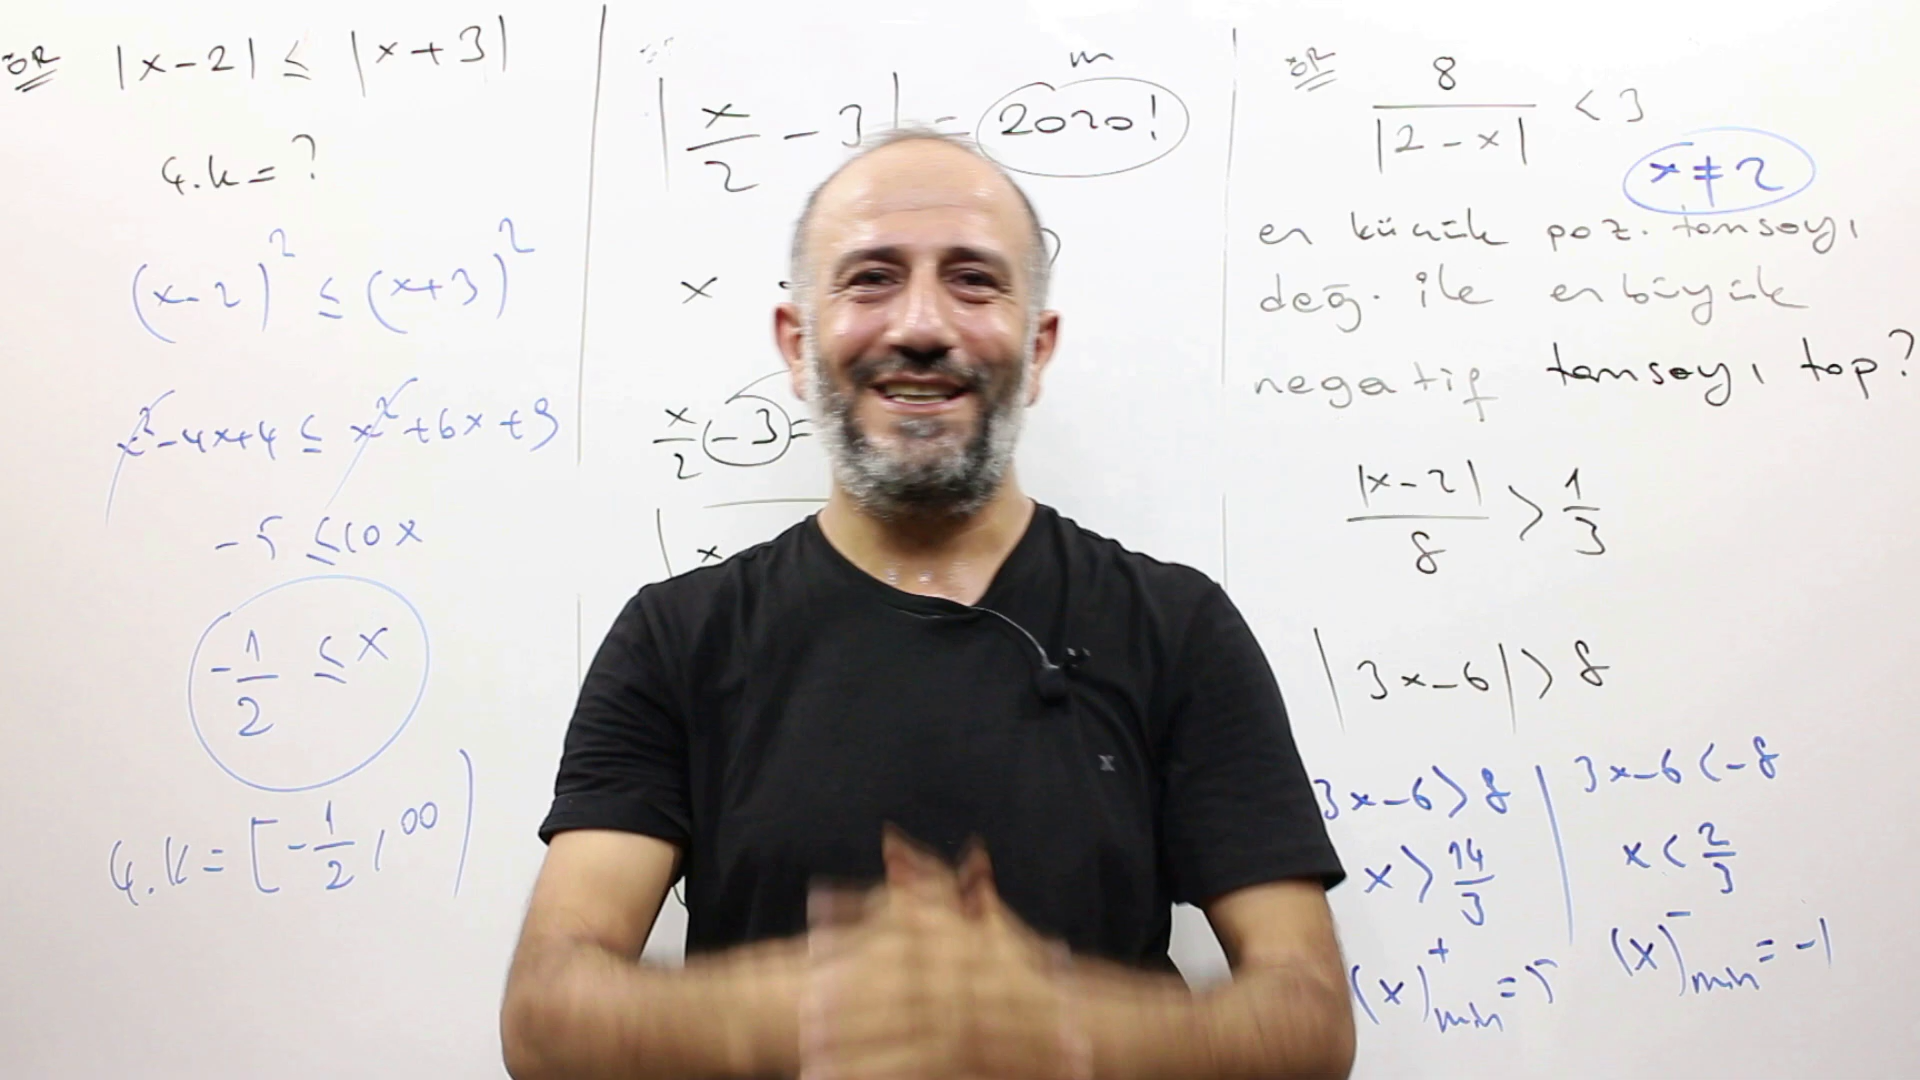 ÖR |x-2| ≤ |x+3|
Ç.k=?
(x-2)² ≤ (x+3)²
x²-4x+4 ≤ x²+6x+9
-5 ≤ 10x
-1/2 ≤ x
Ç.K = [-1/2, ∞)
m
|x/2 - 3| = 2020!
x
x/2 - 3 =
x
ÖR 8/|2-x| < 3
x ≠ 2
en küçük poz. tamsayı
değ. ile en büyük
negatif tamsayı top?
|x-2|/8 > 1/3
|3x-6| > 8
3x-6 > 8 | 3x-6 < -8
x > 14/3 x < 2/3
(x)⁺min = 5 (x)⁻min = -1
x